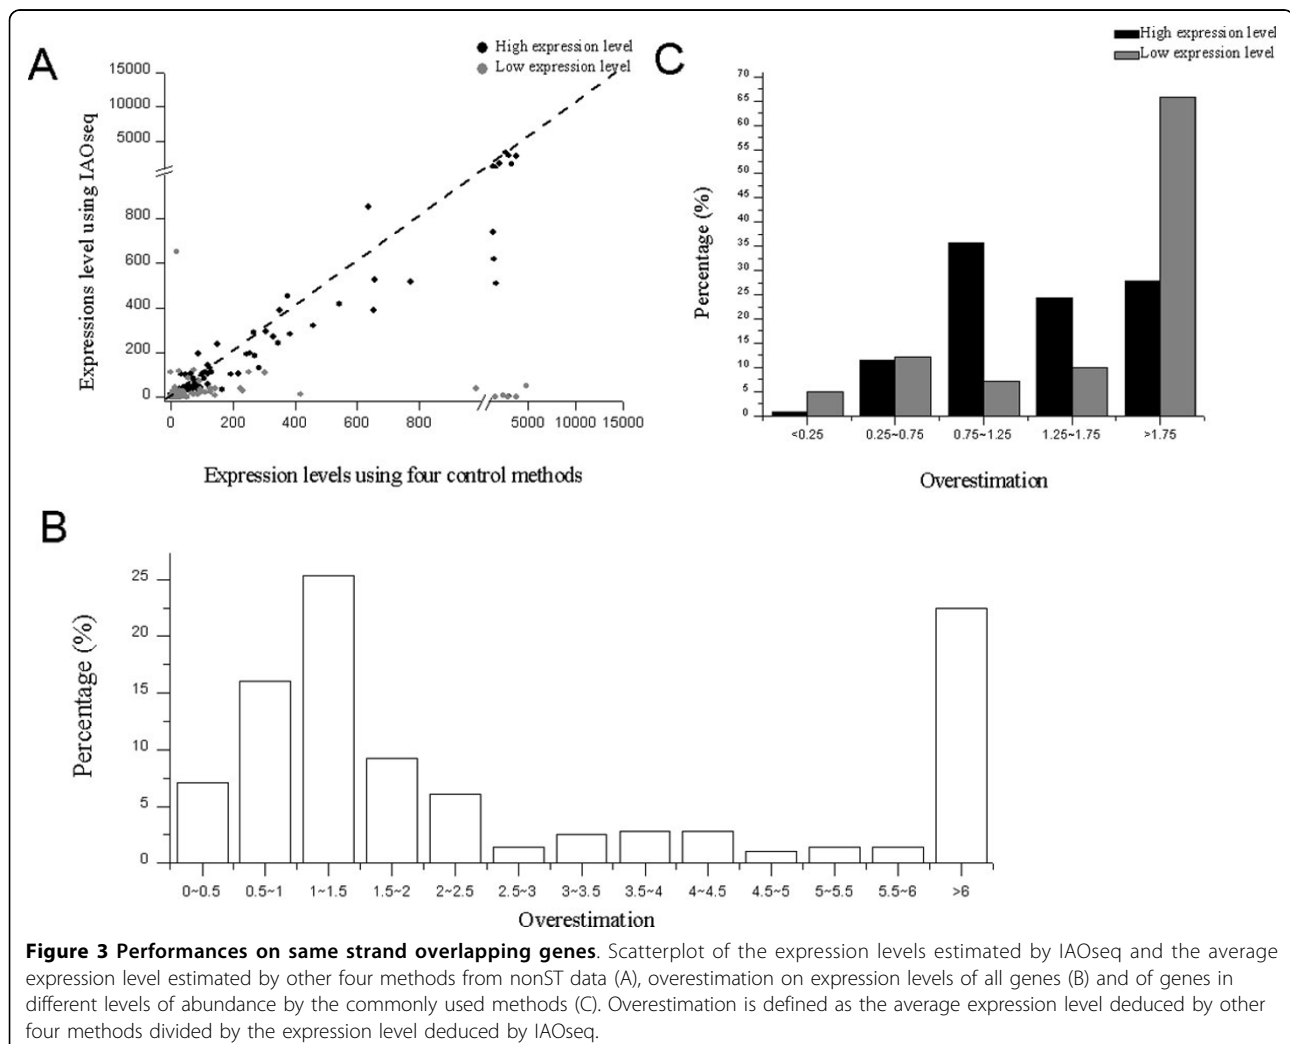 A
High expression level
Low expression level
Expressions level using IAOseq
15000
10000
5000
800
600
400
200
0
0 200 400 600 800 5000 10000 15000
Expression levels using four control methods
C
High expression level
Low expression level
Percentage (%)
70
65
60
55
50
45
40
35
30
25
20
15
10
5
0
<0.25 0.25~0.75 0.75~1.25 1.25~1.75 >1.75
Overestimation
B
Percentage (%)
25
20
15
10
5
0
0~0.5 0.5~1 1~1.5 1.5~2 2~2.5 2.5~3 3~3.5 3.5~4 4~4.5 4.5~5 5~5.5 5.5~6 >6
Overestimation
Figure 3 Performances on same strand overlapping genes. Scatterplot of the expression levels estimated by IAOseq and the average
expression level estimated by other four methods from nonST data (A), overestimation on expression levels of all genes (B) and of genes in
different levels of abundance by the commonly used methods (C). Overestimation is defined as the average expression level deduced by other
four methods divided by the expression level deduced by IAOseq.